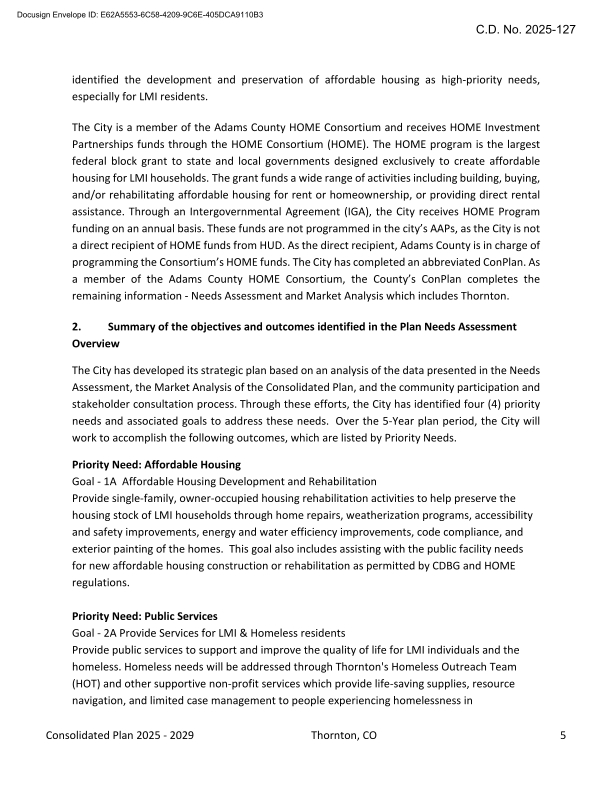 Docusign Envelope ID: E62A5553-6C58-4209-9C6E-405DCA9110B3
C.D. No. 2025-127
identified the development and preservation of affordable housing as high-priority needs,
especially for LMI residents.
The City is a member of the Adams County HOME Consortium and receives HOME Investment
Partnerships funds through the HOME Consortium (HOME). The HOME program is the largest
federal block grant to state and local governments designed exclusively to create affordable
housing for LMI households. The grant funds a wide range of activities including building, buying,
and/or rehabilitating affordable housing for rent or homeownership, or providing direct rental
assistance. Through an Intergovernmental Agreement (IGA), the City receives HOME Program
funding on an annual basis. These funds are not programmed in the city's AAPs, as the City is not
a direct recipient of HOME funds from HUD. As the direct recipient, Adams County is in charge of
programming the Consortium's HOME funds. The City has completed an abbreviated ConPlan. As
a member of the Adams County HOME Consortium, the County's ConPlan completes the
remaining information - Needs Assessment and Market Analysis which includes Thornton.
2. Summary of the objectives and outcomes identified in the Plan Needs Assessment
Overview
The City has developed its strategic plan based on an analysis of the data presented in the Needs
Assessment, the Market Analysis of the Consolidated Plan, and the community participation and
stakeholder consultation process. Through these efforts, the City has identified four (4) priority
needs and associated goals to address these needs.  Over the 5-Year plan period, the City will
work to accomplish the following outcomes, which are listed by Priority Needs.
Priority Need: Affordable Housing
Goal - 1A  Affordable Housing Development and Rehabilitation
Provide single-family, owner-occupied housing rehabilitation activities to help preserve the
housing stock of LMI households through home repairs, weatherization programs, accessibility
and safety improvements, energy and water efficiency improvements, code compliance, and
exterior painting of the homes.  This goal also includes assisting with the public facility needs
for new affordable housing construction or rehabilitation as permitted by CDBG and HOME
regulations.
Priority Need: Public Services
Goal - 2A Provide Services for LMI & Homeless residents
Provide public services to support and improve the quality of life for LMI individuals and the
homeless. Homeless needs will be addressed through Thornton's Homeless Outreach Team
(HOT) and other supportive non-profit services which provide life-saving supplies, resource
navigation, and limited case management to people experiencing homelessness in
Consolidated Plan 2025 - 2029 Thornton, CO 5